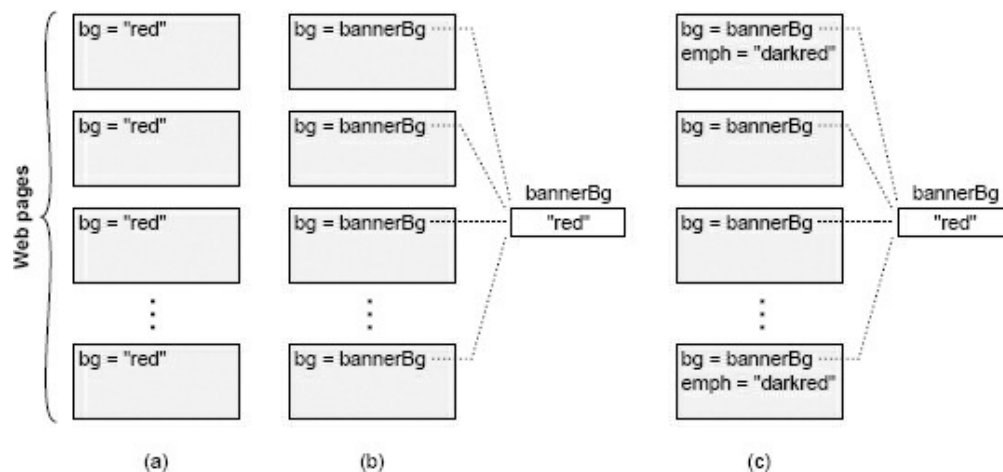 Web pages
bg = "red"
bg = "red"
bg = "red"
bg = "red"
(a)
bg = bannerBg
bg = bannerBg
bg = bannerBg
bg = bannerBg
bannerBg
"red"
(b)
bg = bannerBg
emph = "darkred"
bg = bannerBg
bg = bannerBg
bg = bannerBg
emph = "darkred"
bannerBg
"red"
(c)